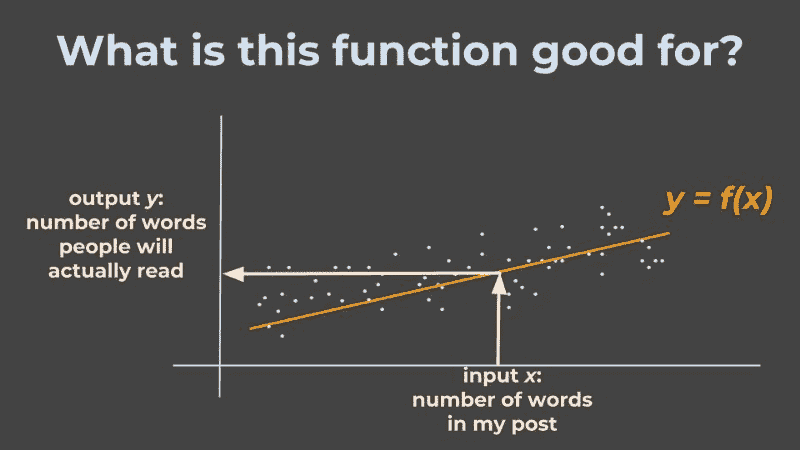 What is this function good for?
output y:
number of words
people will
actually read
y = f(x)
input x:
number of words
in my post